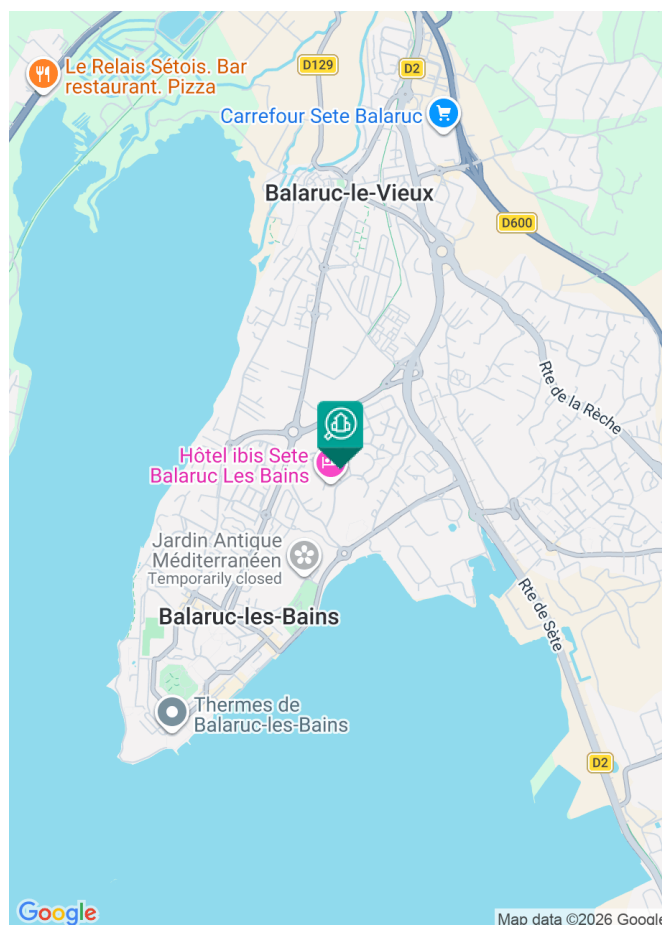 Le Relais Sétois. Bar
restaurant. Pizza
D129
D2
Carrefour Sete Balaruc
Balaruc-le-Vieux
D600
Rte de la Rèche
Hôtel ibis Sete
Balaruc Les Bains
Jardin Antique
Méditerranéen
Temporarily closed
Rte de Sète
Balaruc-les-Bains
Thermes de
Balaruc-les-Bains
D2
Google
Map data ©2026 Google